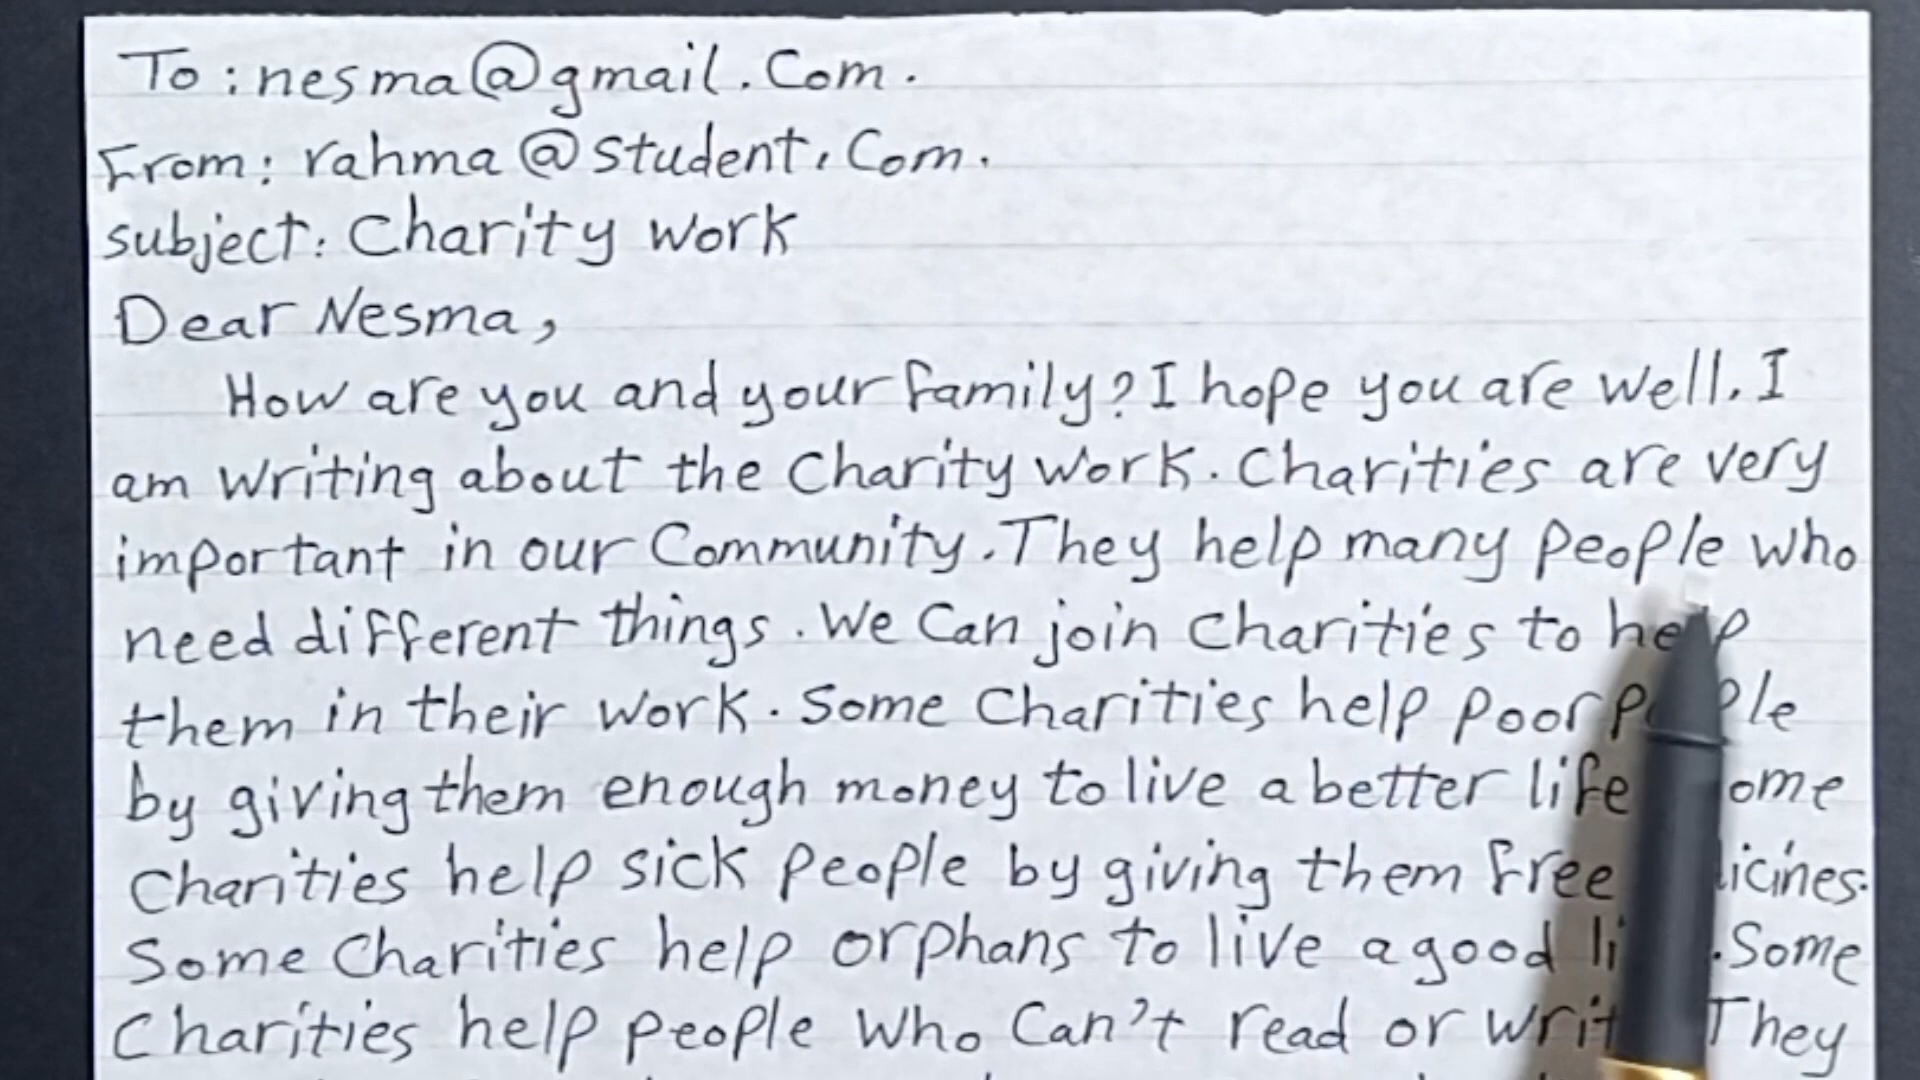 To: nesma@gmail.Com.
From: rahma@student.Com.
subject: Charity work
Dear Nesma,
How are you and your family? I hope you are well. I
am writing about the Charity work. Charities are very
important in our Community. They help many people who
need different things. We Can join Charities to help
them in their work. Some Charities help poor people
by giving them enough money to live a better life
Charities help sick people by giving them free
Some Charities help orphans to live a good Some
Charities help people who Can't read or They